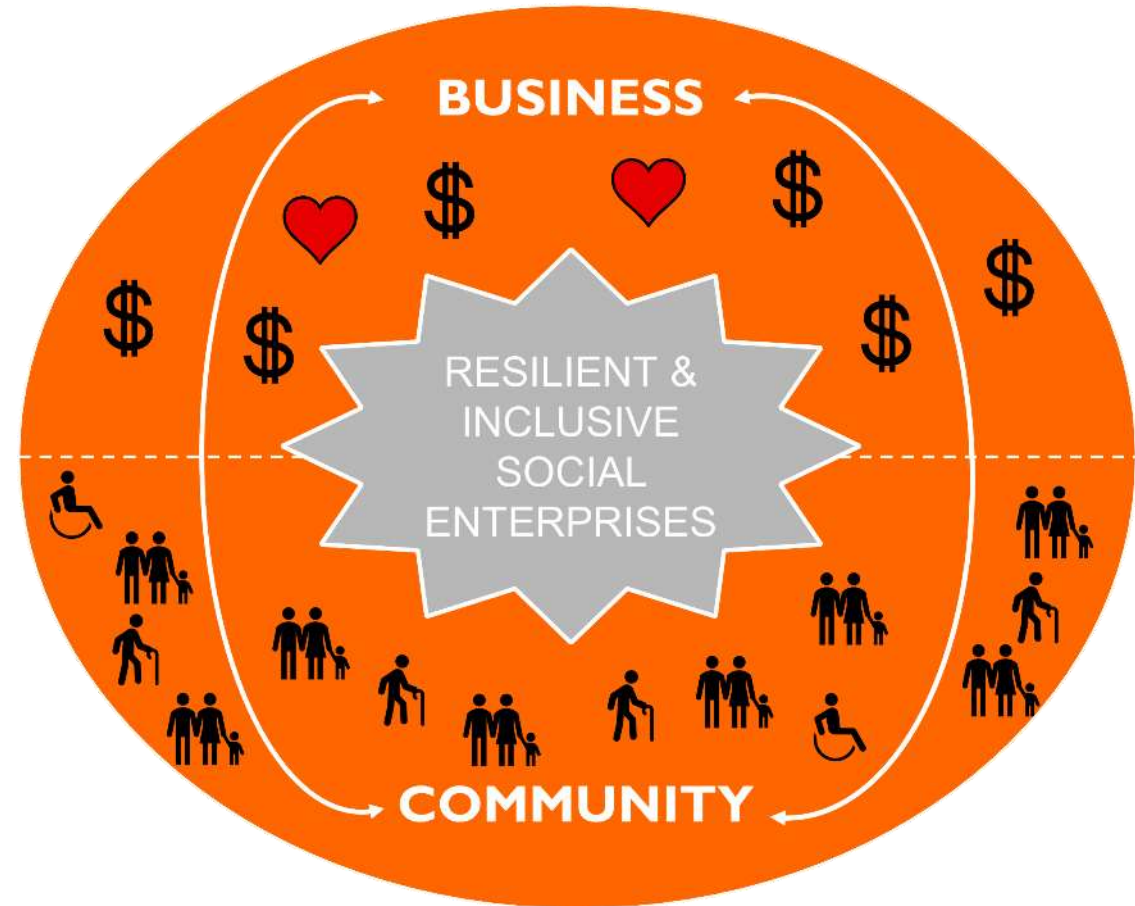 BUSINESS
$ $
$ $
$ $
RESILIENT &
INCLUSIVE
SOCIAL
ENTERPRISES
COMMUNITY